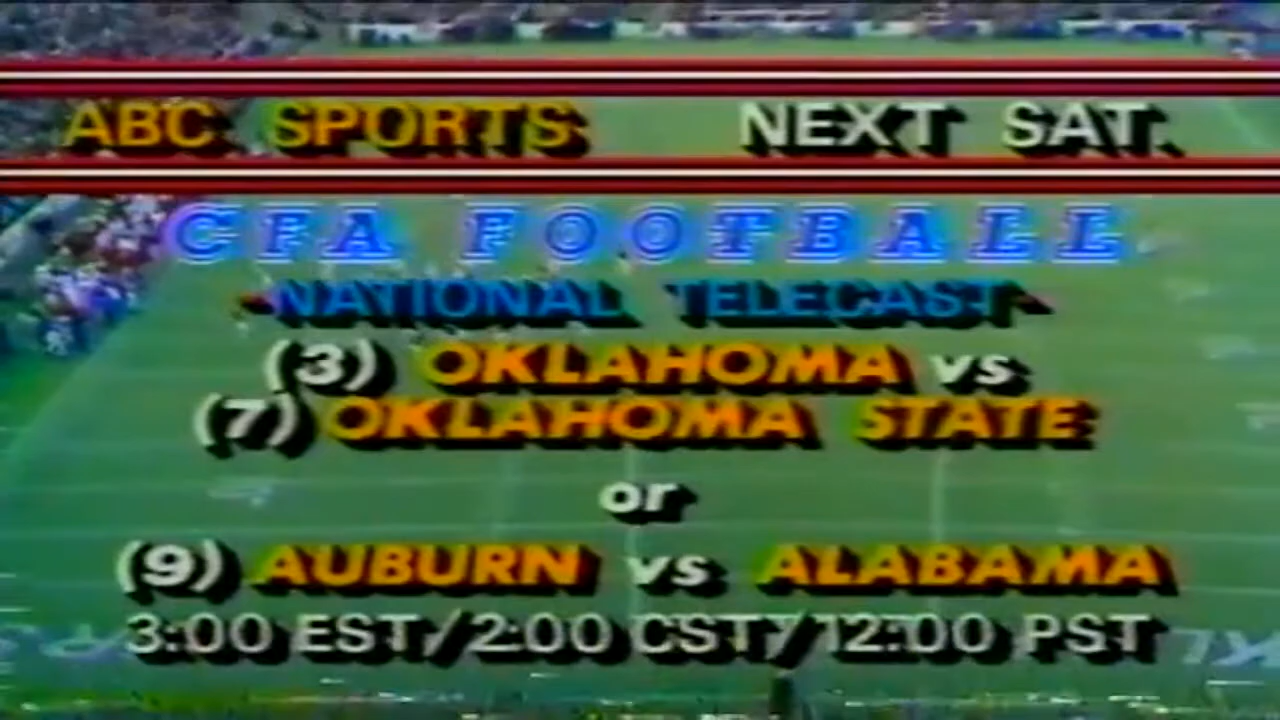 ABC SPORTS NEXT SAT.
CFA FOOTBALL
NATIONAL TELECAST
(3) OKLAHOMA vs
(7) OKLAHOMA STATE
or
(9) AUBURN vs ALABAMA
3:00 EST/2:00 CST/12:00 PST